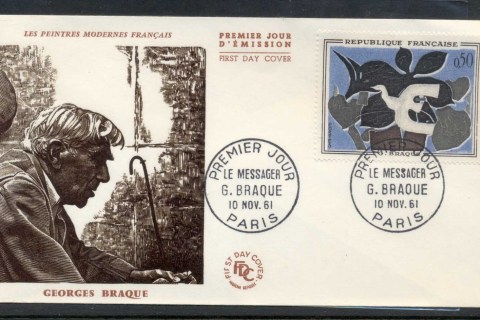 LES PEINTRES MODERNES FRANÇAIS
PREMIER JOUR
D'ÉMISSION
FIRST DAY COVER
REPUBLIQUE FRANÇAISE
0,50
BRAQUE
PREMIER JOUR
LE MESSAGER
G. BRAQUE
10 NOV. 61
PARIS
PREMIER JOUR
LE MESSAGER
G. BRAQUE
10 NOV. 61
PARIS
FIRST DAY COVER
FDC
GEORGES BRAQUE